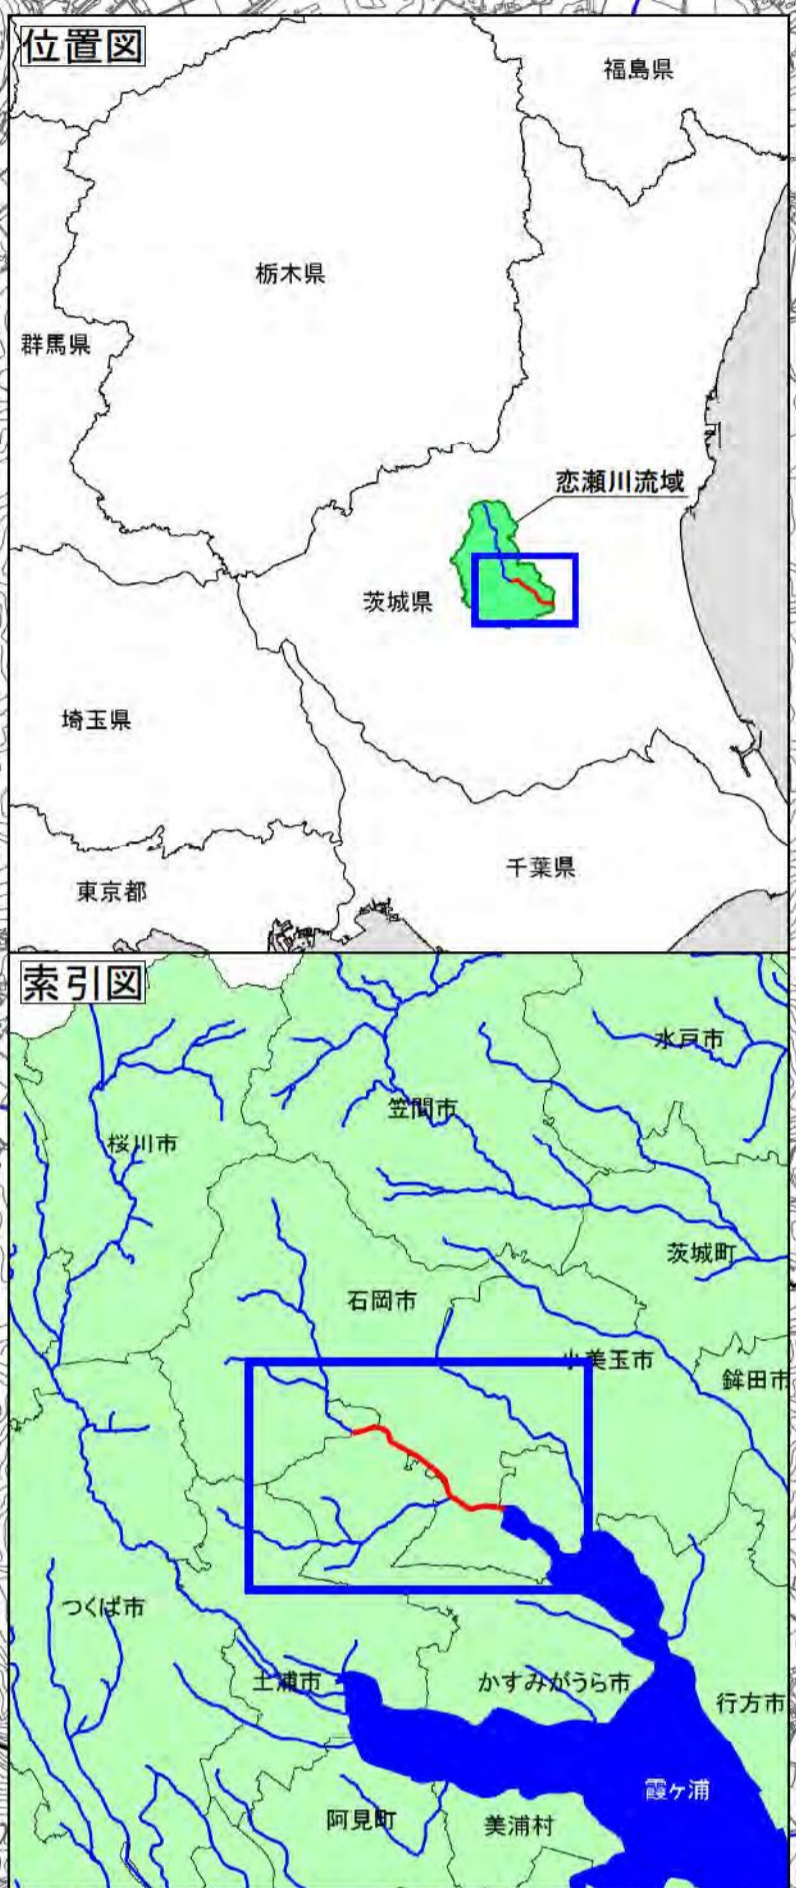 位置図
福島県
栃木県
群馬県
恋瀬川流域
茨城県
埼玉県
千葉県
東京都
索引図
水戸市
笠間市
桜川市
茨城町
石岡市
小美玉市
鉾田市
つくば市
土浦市
かすみがうら市
行方市
霞ヶ浦
阿見町
美浦村